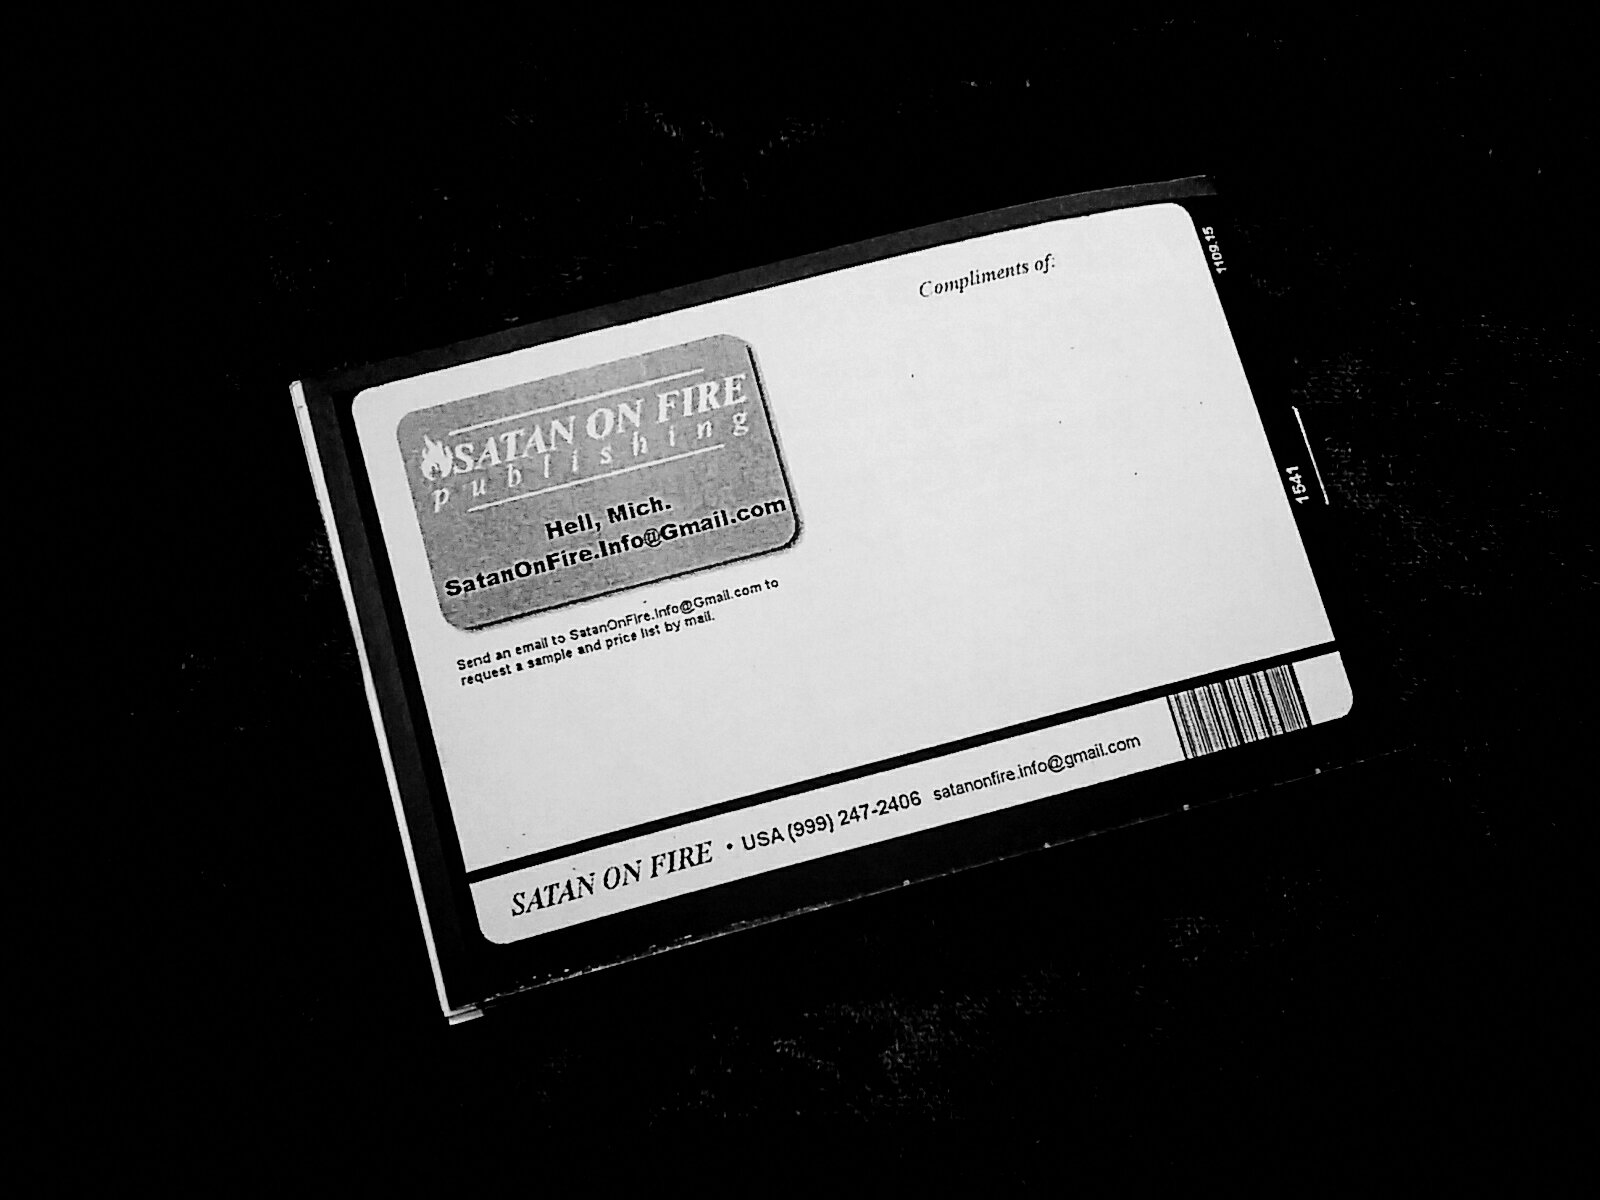 Compliments of:
1109.15
SATAN ON FIRE
publishing
Hell, Mich.
SatanOnFire.Info@Gmail.com
Send an email to SatanOnFire.Info@Gmail.com to
request a sample and price list by mail.
1541
SATAN ON FIRE • USA (999) 247-2406 satanonfire.info@gmail.com